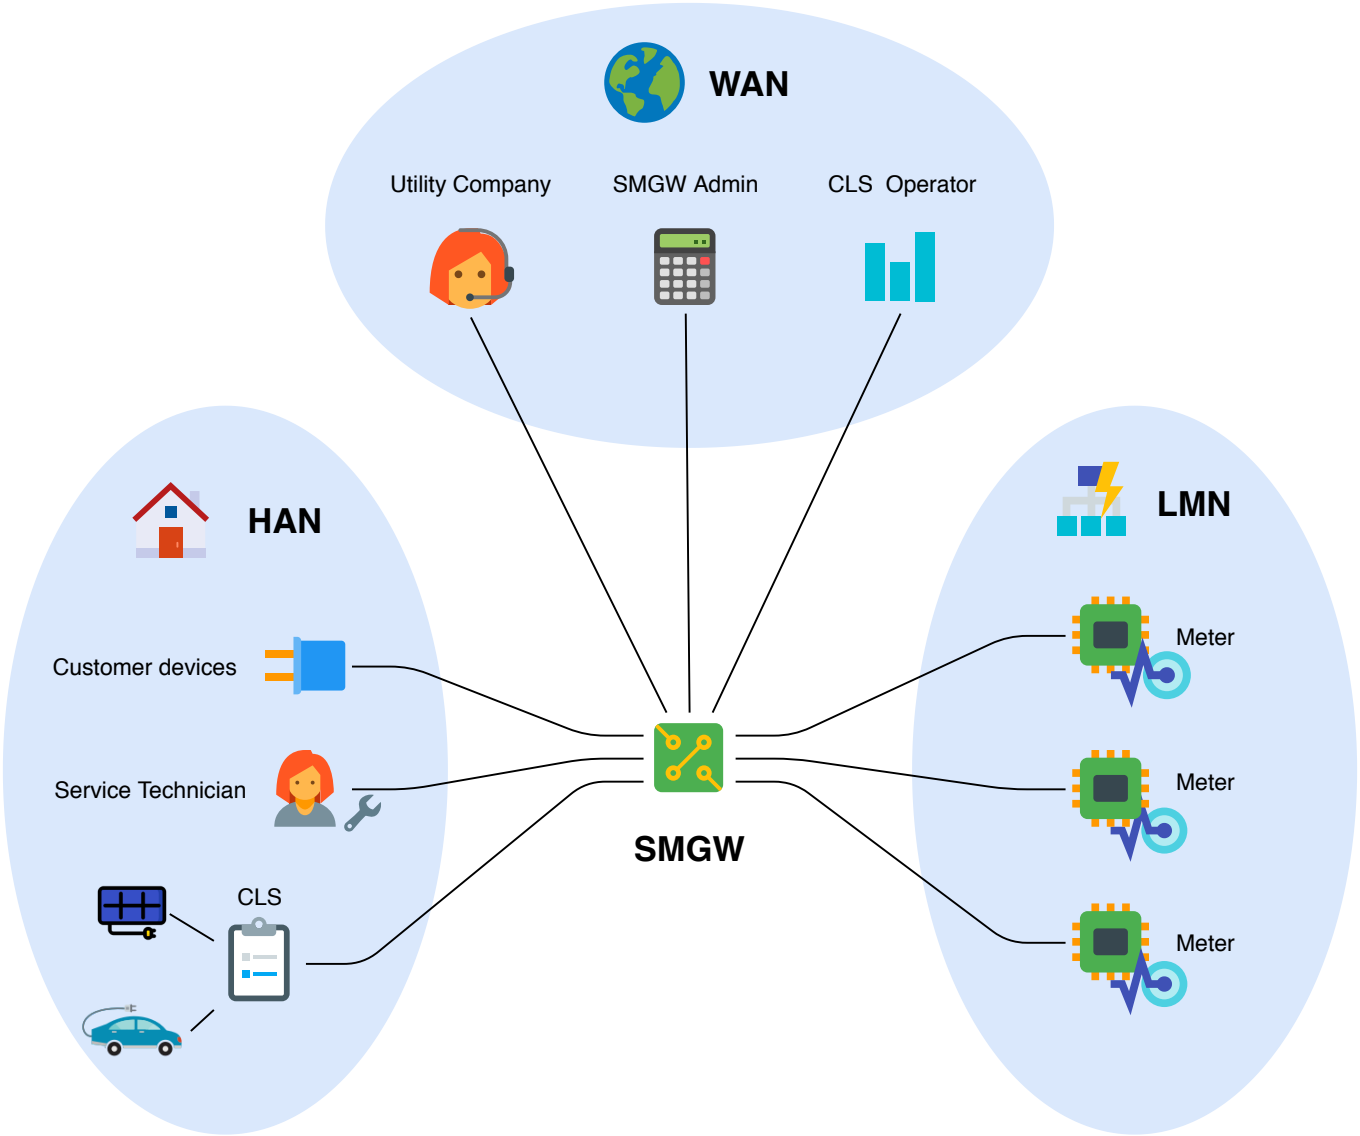 WAN
Utility Company
SMGW Admin
CLS Operator
HAN
Customer devices
Service Technician
CLS
SMGW
LMN
Meter
Meter
Meter